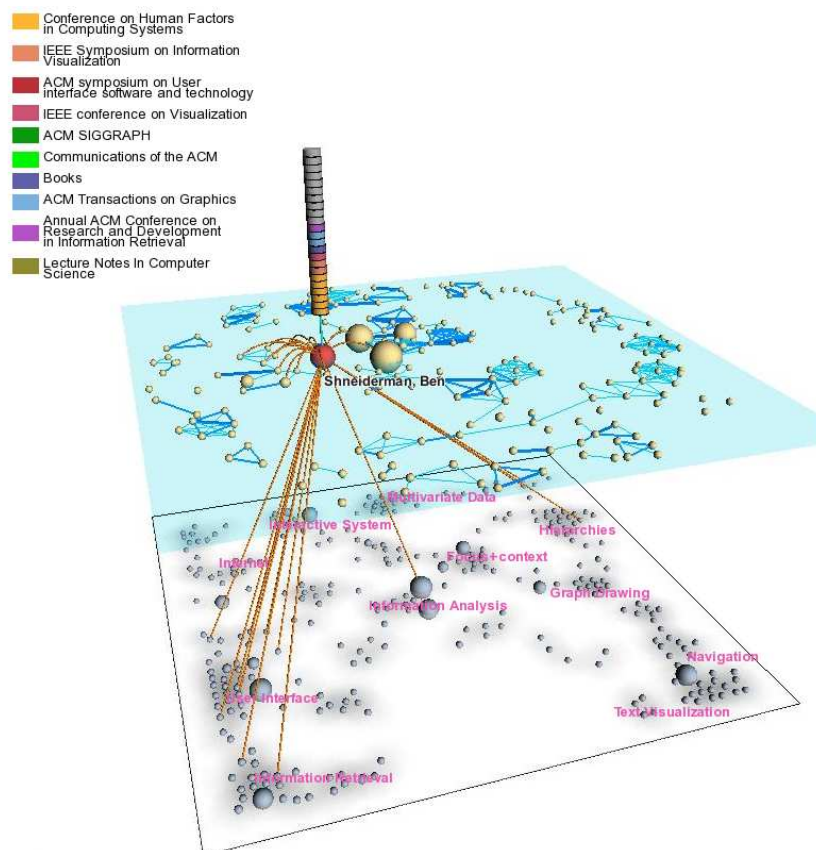 Conference on Human Factors
in Computing Systems
IEEE Symposium on Information
Visualization
ACM symposium on User
interface software and technology
IEEE conference on Visualization
ACM SIGGRAPH
Communications of the ACM
Books
ACM Transactions on Graphics
Annual ACM Conference on
Research and Development
in Information Retrieval
Lecture Notes In Computer
Science
Shneiderman, Ben
Multivariate Data
Interactive System
Hierarchies
Internet
Focus+context
Graph Drawing
Information Analysis
Navigation
User Interface
Text Visualization
Information Retrieval